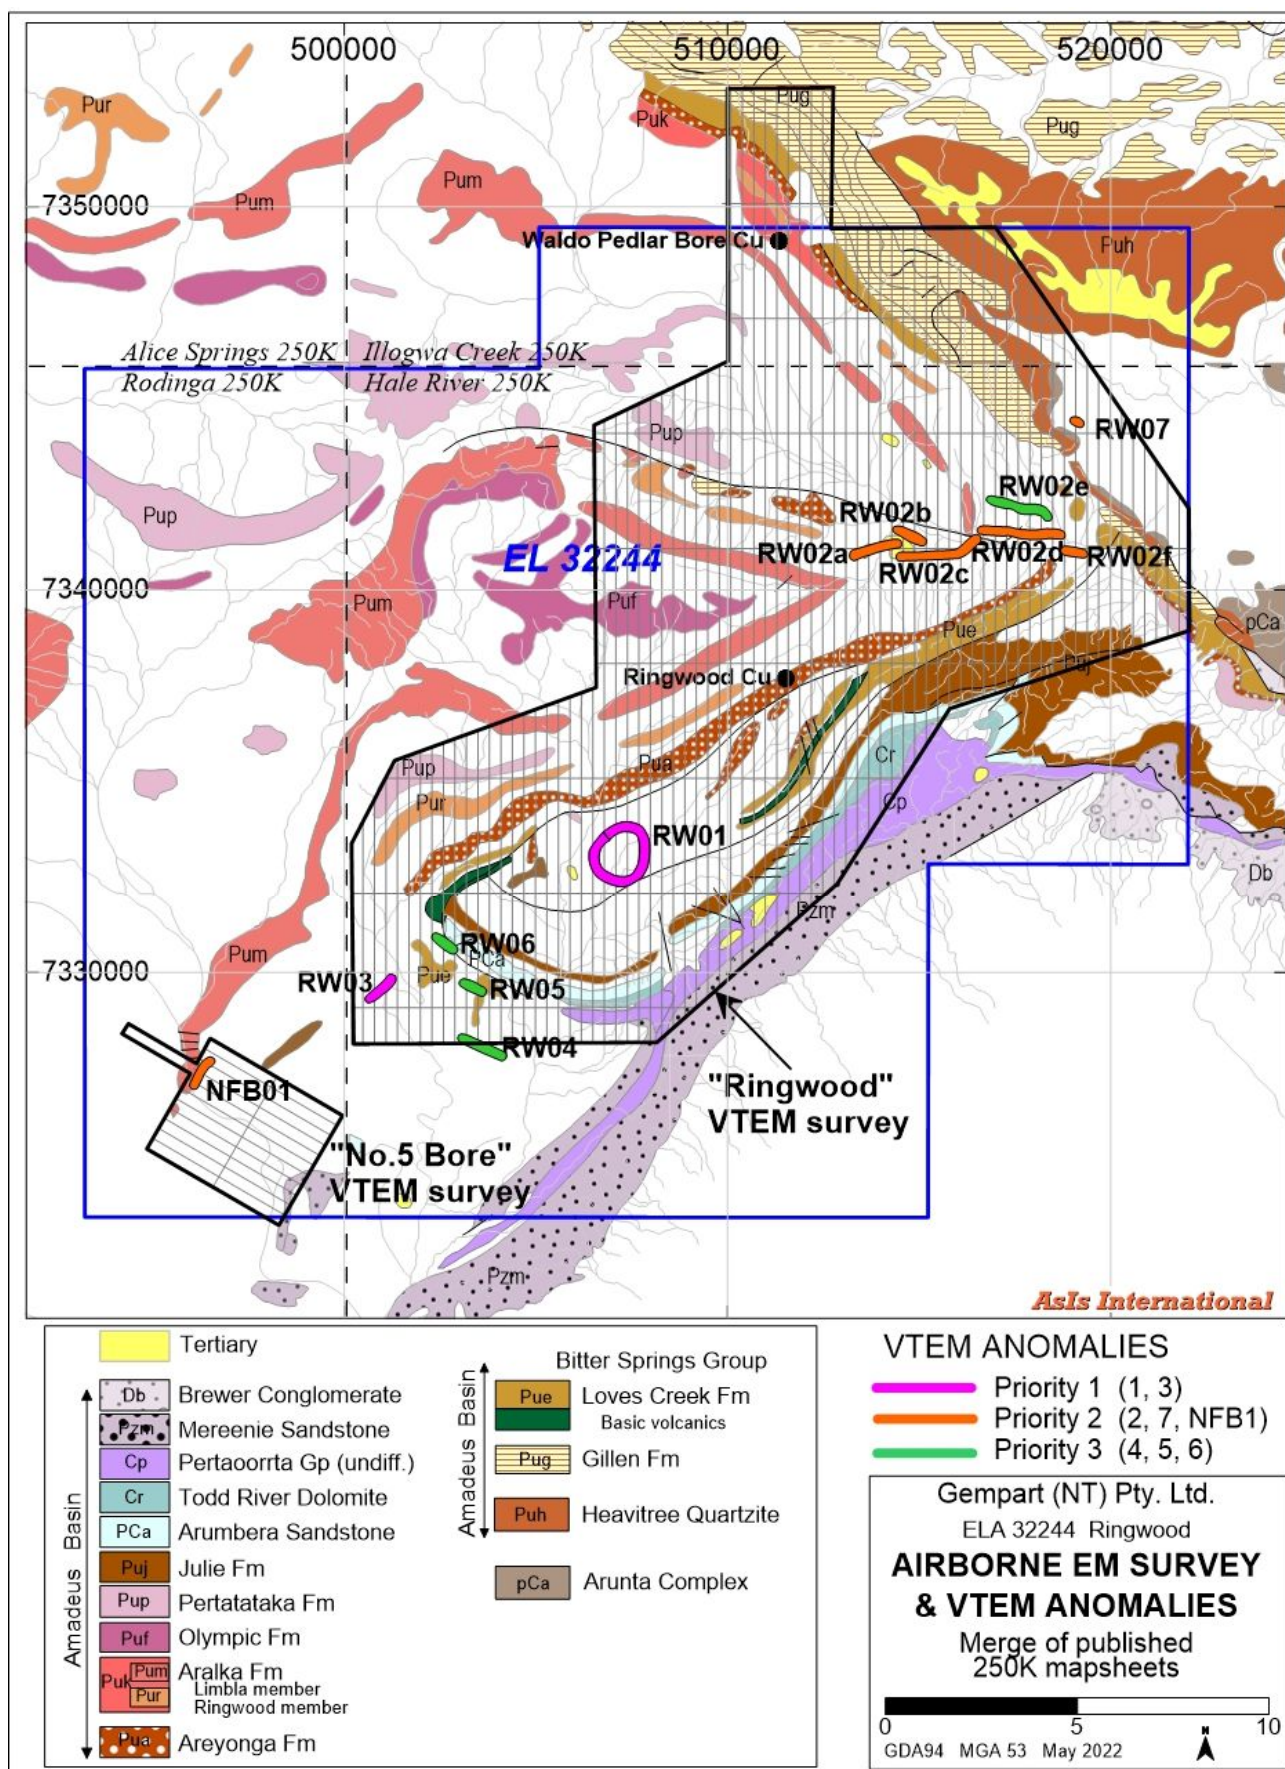 500000
510000
520000
Pur
Puk
Pug
Pug
7350000
Pum
Pum
Waldo Pedlar Bore Cu
Puh
Alice Springs 250K
Illogwa Creek 250K
Rodinga 250K
Hale River 250K
Pup
RW07
Pup
RW02e
RW02b
RW02a
RW02d
RW02f
RW02c
EL 32244
7340000
Pum
Puf
Pue
pCa
Puj
Ringwood Cu
Cr
Pua
Pup
Cp
Pur
RW01
Db
Pzm
Pum
RW06
PCa
7330000
Pue
RW03
RW05
RW04
NFB01
"Ringwood"
VTEM survey
"No.5 Bore"
VTEM survey
Pzm
AsIs International
Tertiary
Amadeus Basin
Db
Brewer Conglomerate
Pzm
Mereenie Sandstone
Cp
Pertaoorrta Gp (undiff.)
Cr
Todd River Dolomite
PCa
Arumbera Sandstone
Puj
Julie Fm
Pup
Pertatataka Fm
Puf
Olympic Fm
Puk
Pum
Aralka Fm
Limbla member
Pur
Ringwood member
Pua
Areyonga Fm
Amadeus Basin
Bitter Springs Group
Pue
Loves Creek Fm
Basic volcanics
Pug
Gillen Fm
Puh
Heavitree Quartzite
pCa
Arunta Complex
VTEM ANOMALIES
Priority 1 (1, 3)
Priority 2 (2, 7, NFB1)
Priority 3 (4, 5, 6)
Gempart (NT) Pty. Ltd.
ELA 32244 Ringwood
AIRBORNE EM SURVEY
& VTEM ANOMALIES
Merge of published
250K mapsheets
0
5
10
GDA94 MGA 53 May 2022
N